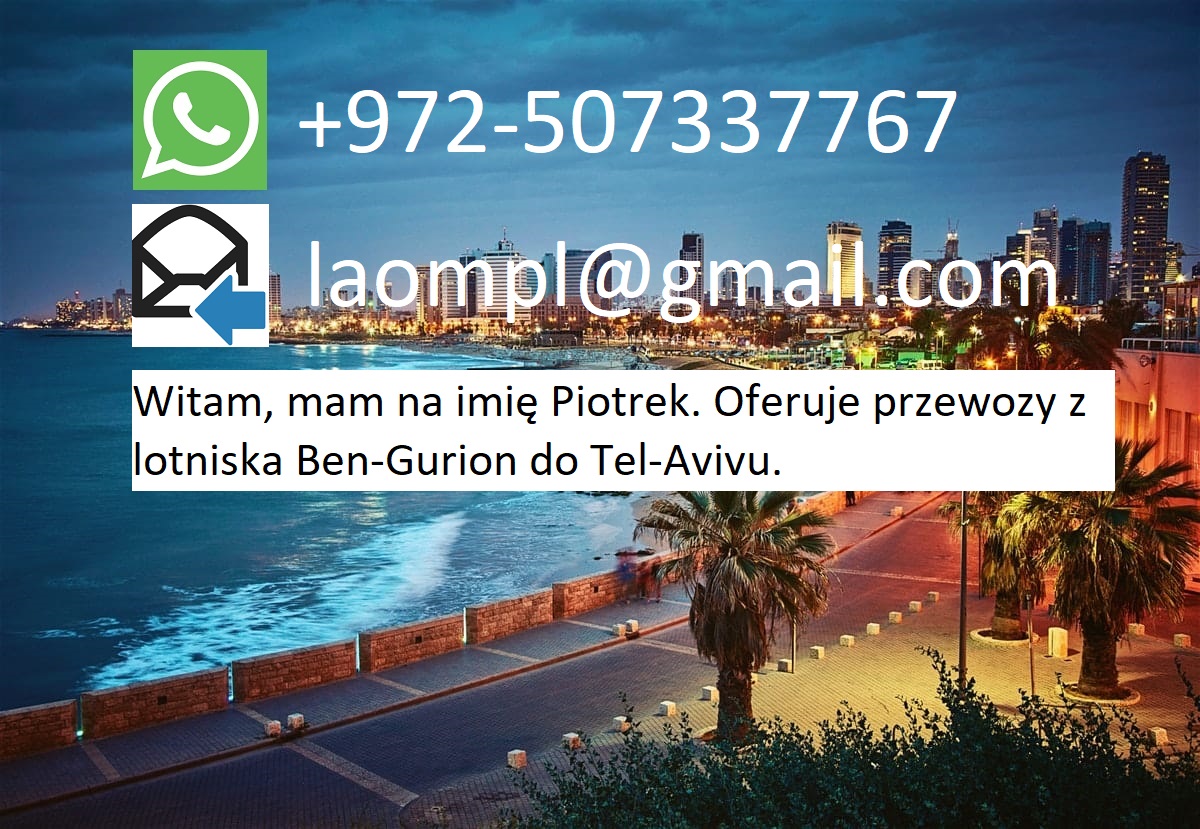 +972-507337767
laompl@gmail.com
Witam, mam na imię Piotrek. Oferuje przewozy z
lotniska Ben-Gurion do Tel-Avivu.